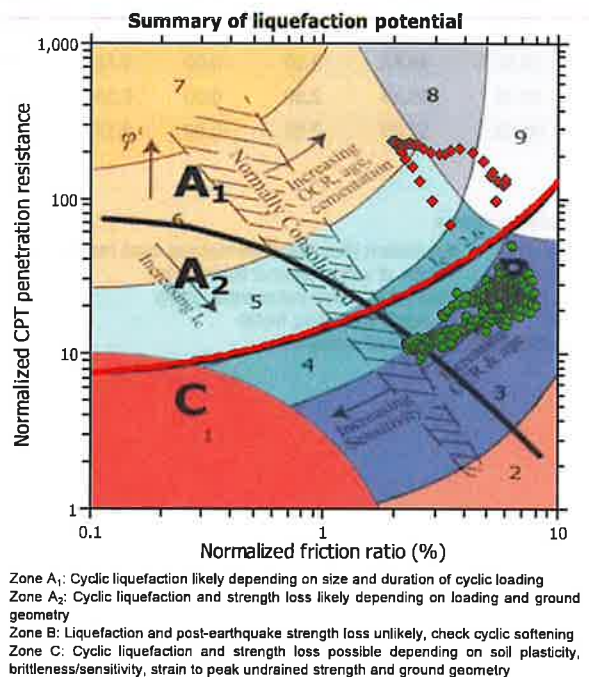 Summary of liquefaction potential
Normalized CPT penetration resistance
1,000
100
10
1
0.1
1
10
Normalized friction ratio (%)
7
8
9
φ'
A1
Normally Consolidated
Increasing
OCR, age,
cementation
6
A2
Increasing Ic
5
4
B
C
1
3
Increasing
Sensitivity
OCR & age
2
Zone A1: Cyclic liquefaction likely depending on size and duration of cyclic loading
Zone A2: Cyclic liquefaction and strength loss likely depending on loading and ground
geometry
Zone B: Liquefaction and post-earthquake strength loss unlikely, check cyclic softening
Zone C: Cyclic liquefaction and strength loss possible depending on soil plasticity,
brittleness/sensitivity, strain to peak undrained strength and ground geometry